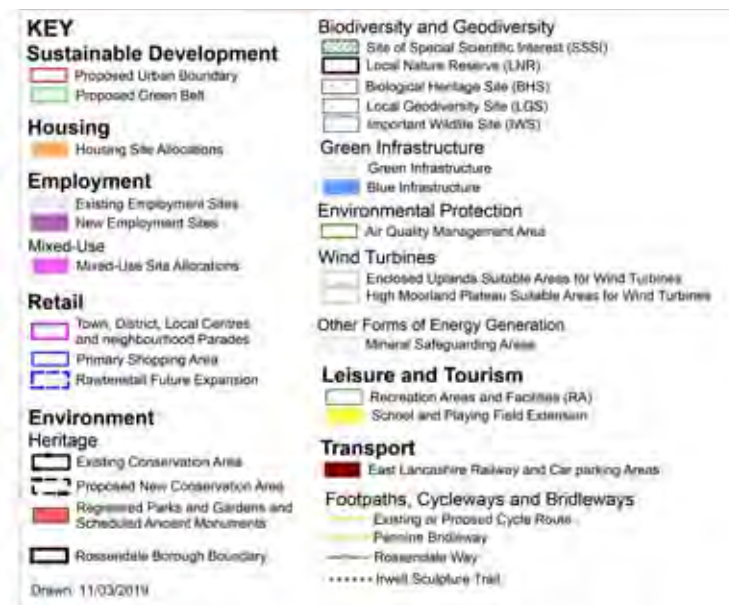 KEY
Sustainable Development
Proposed Urban Boundary
Proposed Green Belt
Housing
Housing Site Allocations
Employment
Existing Employment Sites
New Employment Sites
Mixed-Use
Mixed-Use Site Allocations
Retail
Town, District, Local Centres
and neighbourhood Parades
Primary Shopping Area
Rawtenstall Future Expansion
Environment
Heritage
Existing Conservation Area
Proposed New Conservation Area
Registered Parks and Gardens and
Scheduled Ancient Monuments
Rossendale Borough Boundary
Drawn: 11/03/2019
Biodiversity and Geodiversity
Site of Special Scientific Interest (SSSI)
Local Nature Reserve (LNR)
Biological Heritage Site (BHS)
Local Geodiversity Site (LGS)
Important Wildlife Site (IWS)
Green Infrastructure
Green Infrastructure
Blue Infrastructure
Environmental Protection
Air Quality Management Area
Wind Turbines
Enclosed Uplands Suitable Areas for Wind Turbines
High Moorland Plateau Suitable Areas for Wind Turbines
Other Forms of Energy Generation
Mineral Safeguarding Areas
Leisure and Tourism
Recreation Areas and Facilities (RA)
School and Playing Field Extension
Transport
East Lancashire Railway and Car parking Areas
Footpaths, Cycleways and Bridleways
Existing or Proposed Cycle Route
Pennine Bridleway
Rossendale Way
Irwell Sculpture Trail